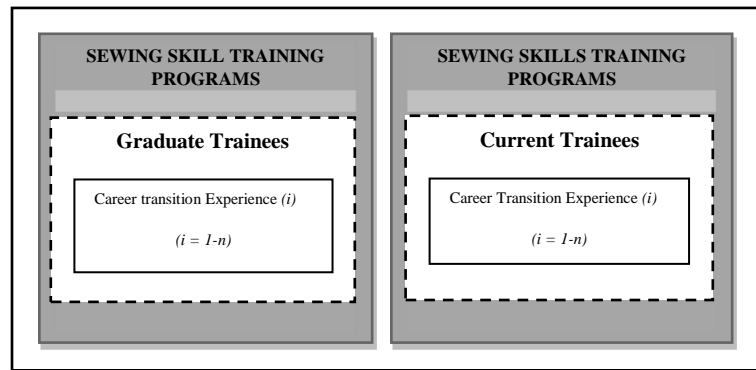 SEWING SKILL TRAINING
PROGRAMS
Graduate Trainees
Career transition Experience (i)
(i = 1-n)
SEWING SKILLS TRAINING
PROGRAMS
Current Trainees
Career Transition Experience (i)
(i = 1-n)